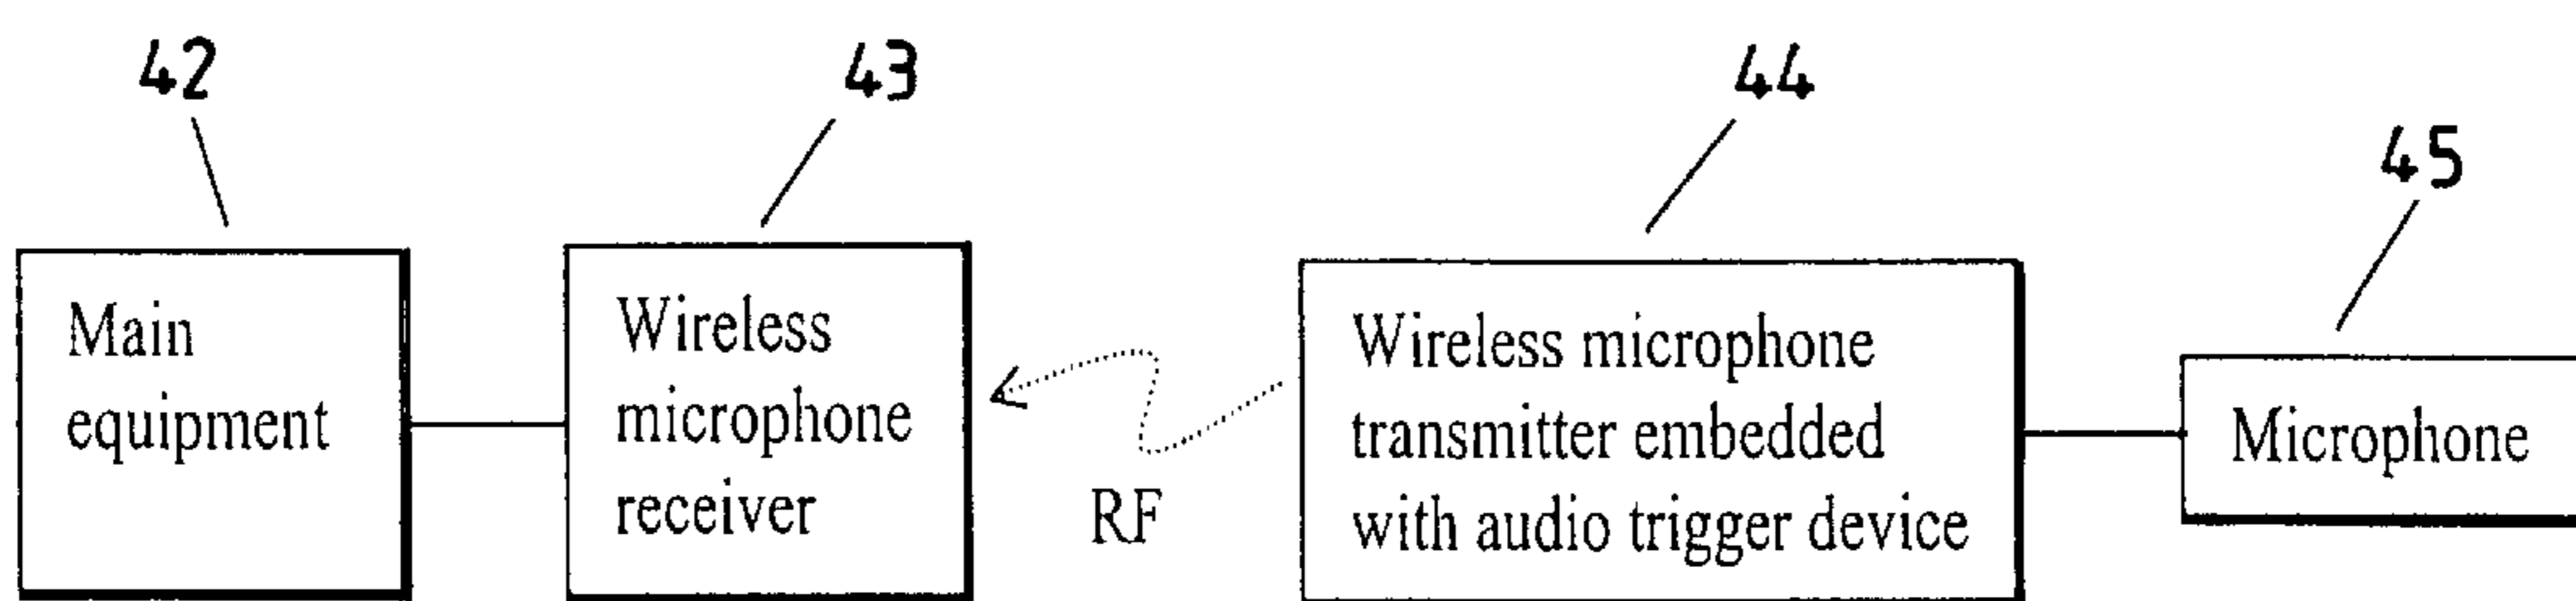 42
43
44
45
Main
equipment
Wireless
microphone
receiver
RF
Wireless microphone
transmitter embedded
with audio trigger device
Microphone